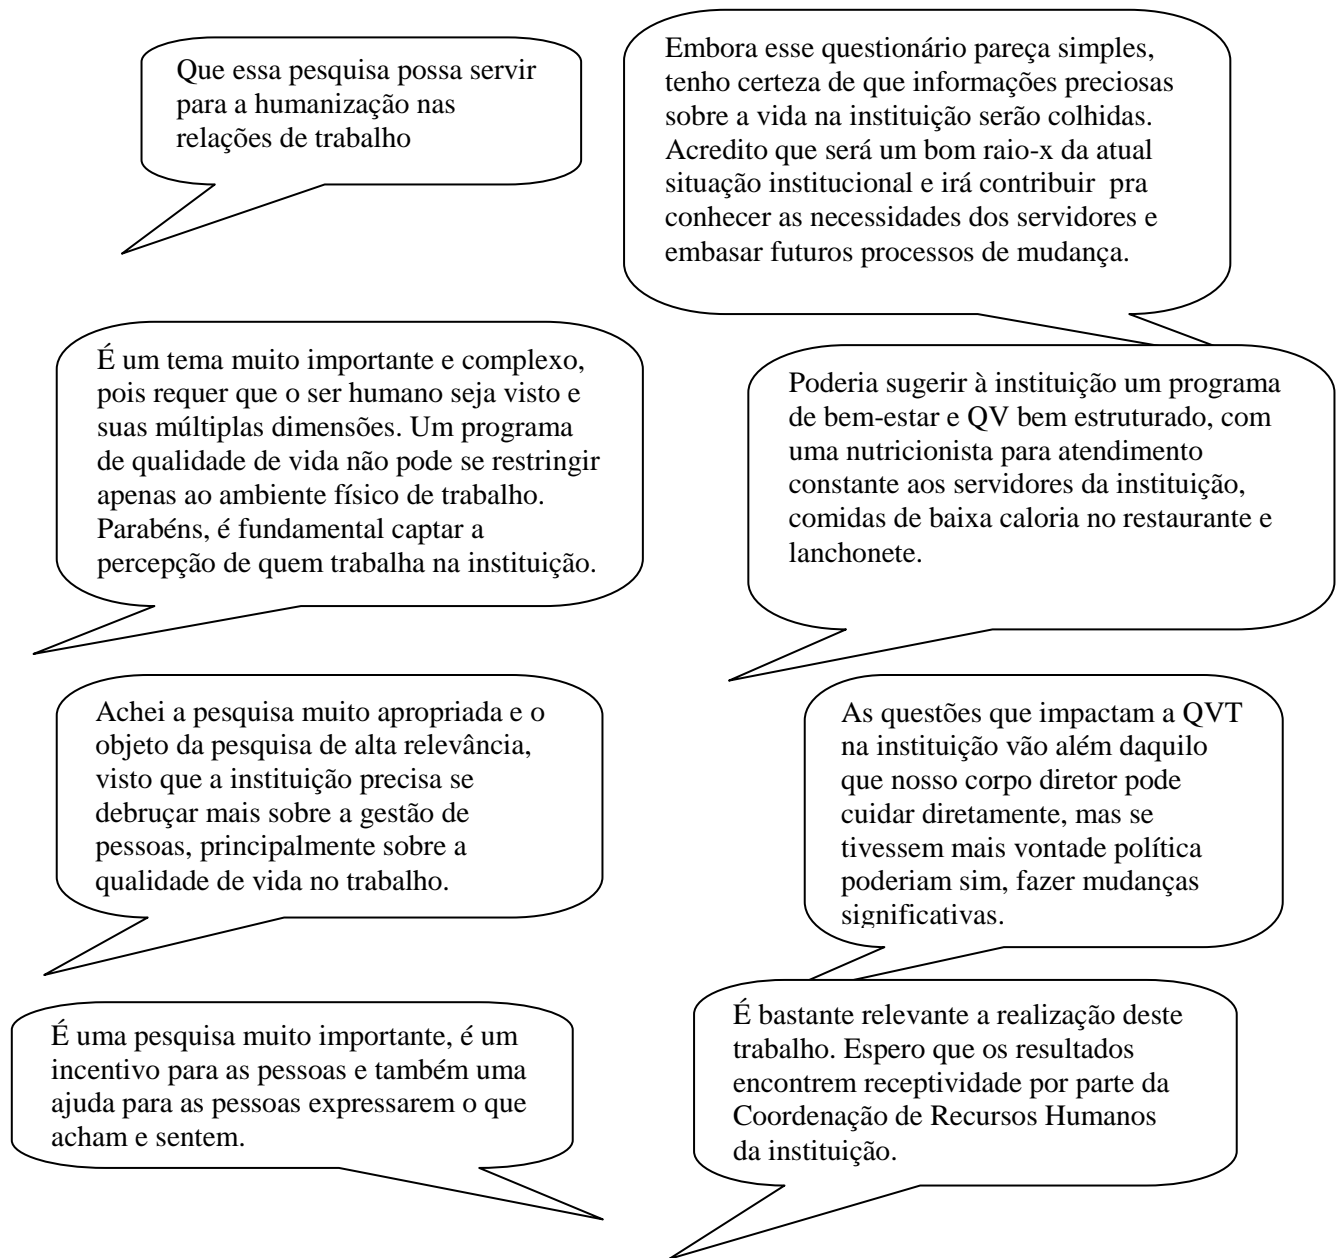 Que essa pesquisa possa servir
para a humanização nas
relações de trabalho
Embora esse questionário pareça simples,
tenho certeza de que informações preciosas
sobre a vida na instituição serão colhidas.
Acredito que será um bom raio-x da atual
situação institucional e irá contribuir  pra
conhecer as necessidades dos servidores e
embasar futuros processos de mudança.
É um tema muito importante e complexo,
pois requer que o ser humano seja visto e
suas múltiplas dimensões. Um programa
de qualidade de vida não pode se restringir
apenas ao ambiente físico de trabalho.
Parabéns, é fundamental captar a
percepção de quem trabalha na instituição.
Poderia sugerir à instituição um programa
de bem-estar e QV bem estruturado, com
uma nutricionista para atendimento
constante aos servidores da instituição,
comidas de baixa caloria no restaurante e
lanchonete.
Achei a pesquisa muito apropriada e o
objeto da pesquisa de alta relevância,
visto que a instituição precisa se
debruçar mais sobre a gestão de
pessoas, principalmente sobre a
qualidade de vida no trabalho.
As questões que impactam a QVT
na instituição vão além daquilo
que nosso corpo diretor pode
cuidar diretamente, mas se
tivessem mais vontade política
poderiam sim, fazer mudanças
significativas.
É uma pesquisa muito importante, é um
incentivo para as pessoas e também uma
ajuda para as pessoas expressarem o que
acham e sentem.
É bastante relevante a realização deste
trabalho. Espero que os resultados
encontrem receptividade por parte da
Coordenação de Recursos Humanos
da instituição.